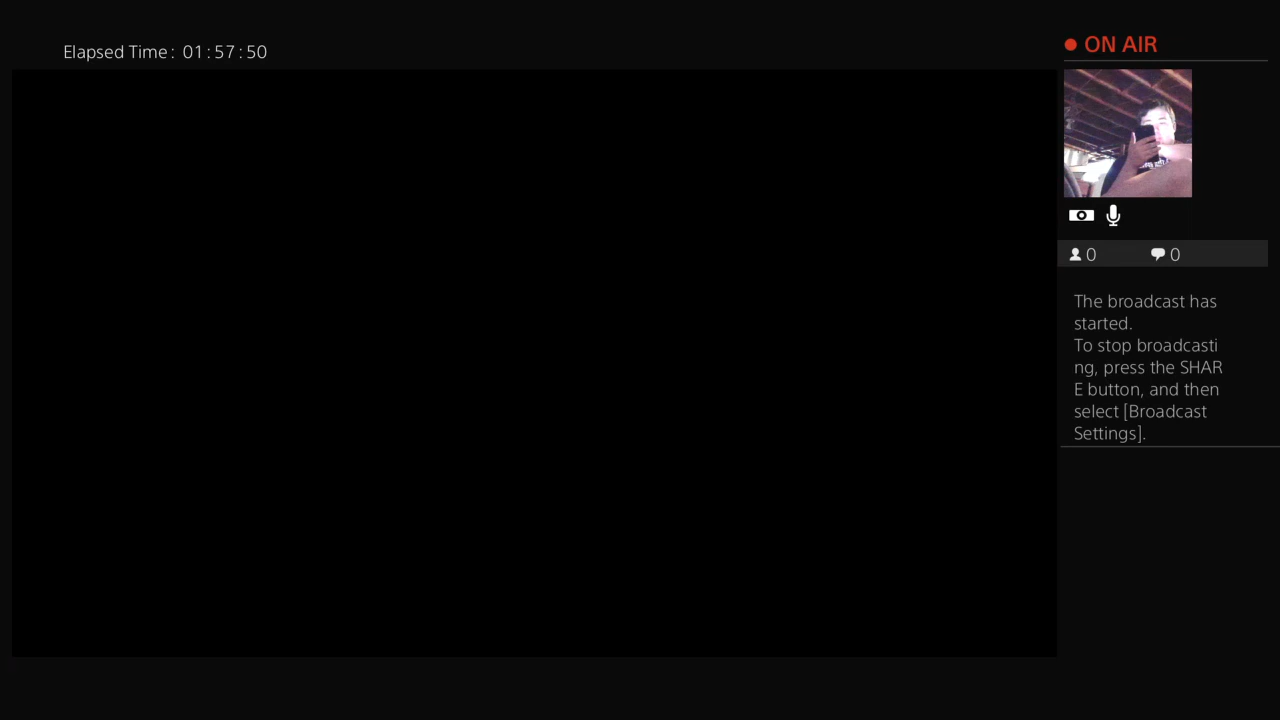 Elapsed Time: 01:57:50
ON AIR
0 0
The broadcast has
started.
To stop broadcasti
ng, press the SHAR
E button, and then
select [Broadcast
Settings].